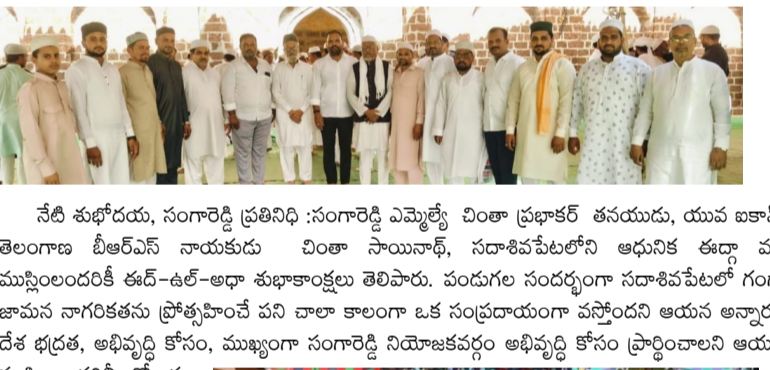 నేటి శుభోదయ, సంగారెడ్డి ప్రతినిధి :సంగారెడ్డి ఎమ్మెల్యే చింతా ప్రభాకర్ తనయుడు, యువ
తెలంగాణ బీఆర్ఎస్ నాయకుడు చింతా సాయినాథ్, సదాశివపేటలోని ఆధునిక ఈద్గా
ముస్లింలందరికీ ఈద్-ఉల్-అధా శుభాకాంక్షలు తెలిపారు. పండుగల సందర్భంగా సదాశివపేటలో
జామన నాగరికతను ప్రోత్సహించే పని చాలా కాలంగా ఒక సంప్రదాయంగా వస్తోందని ఆయన
దేశ భద్రత, అభివృద్ధి కోసం, ముఖ్యంగా సంగారెడ్డి నియోజకవర్గం అభివృద్ధి కోసం ప్రార్థించాలని